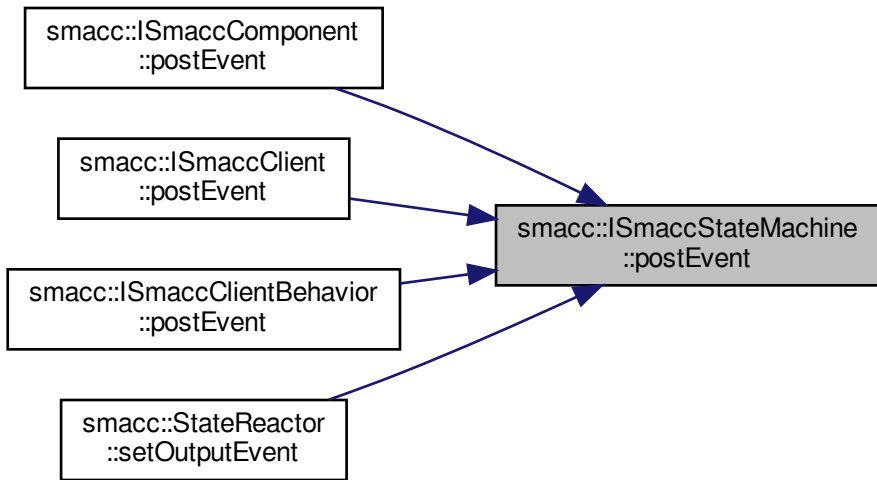 smacc::ISmaccComponent
::postEvent
smacc::ISmaccClient
::postEvent
smacc::ISmaccStateMachine
::postEvent
smacc::ISmaccClientBehavior
::postEvent
smacc::StateReactor
::setOutputEvent